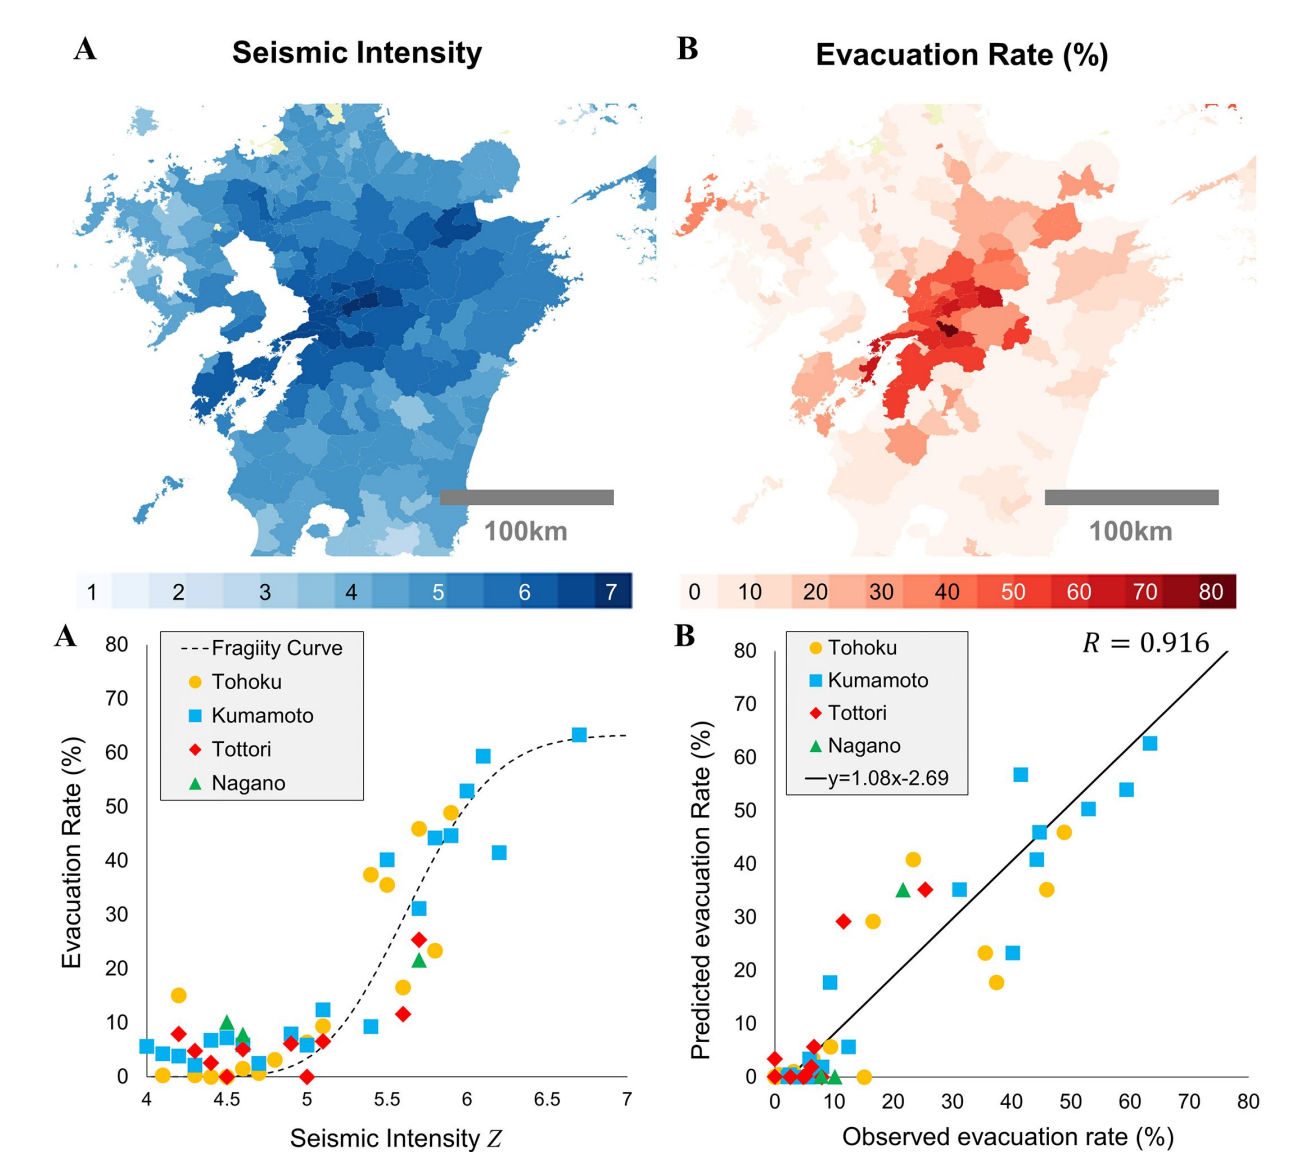 A
Seismic Intensity
B
Evacuation Rate (%)
100km
100km
1 2 3 4 5 6 7
0 10 20 30 40 50 60 70 80
A
80
70
60
50
40
30
20
10
0
Evacuation Rate (%)
Fragiity Curve
Tohoku
Kumamoto
Tottori
Nagano
4 4.5 5 5.5 6 6.5 7
Seismic Intensity Z
B
R = 0.916
80
70
60
50
40
30
20
10
0
Predicted evacuation Rate (%)
Tohoku
Kumamoto
Tottori
Nagano
y=1.08x-2.69
0 10 20 30 40 50 60 70 80
Observed evacuation rate (%)